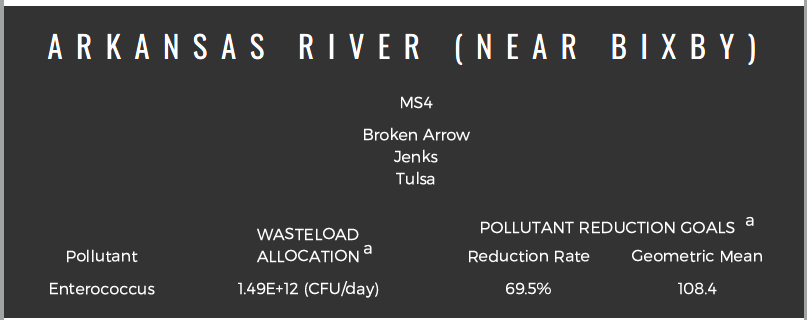 ARKANSAS RIVER (NEAR BIXBY)
MS4
Broken Arrow
Jenks
Tulsa
WASTELOAD
ALLOCATION a
POLLUTANT REDUCTION GOALS a
Pollutant
Reduction Rate
Geometric Mean
Enterococcus
1.49E+12 (CFU/day)
69.5%
108.4